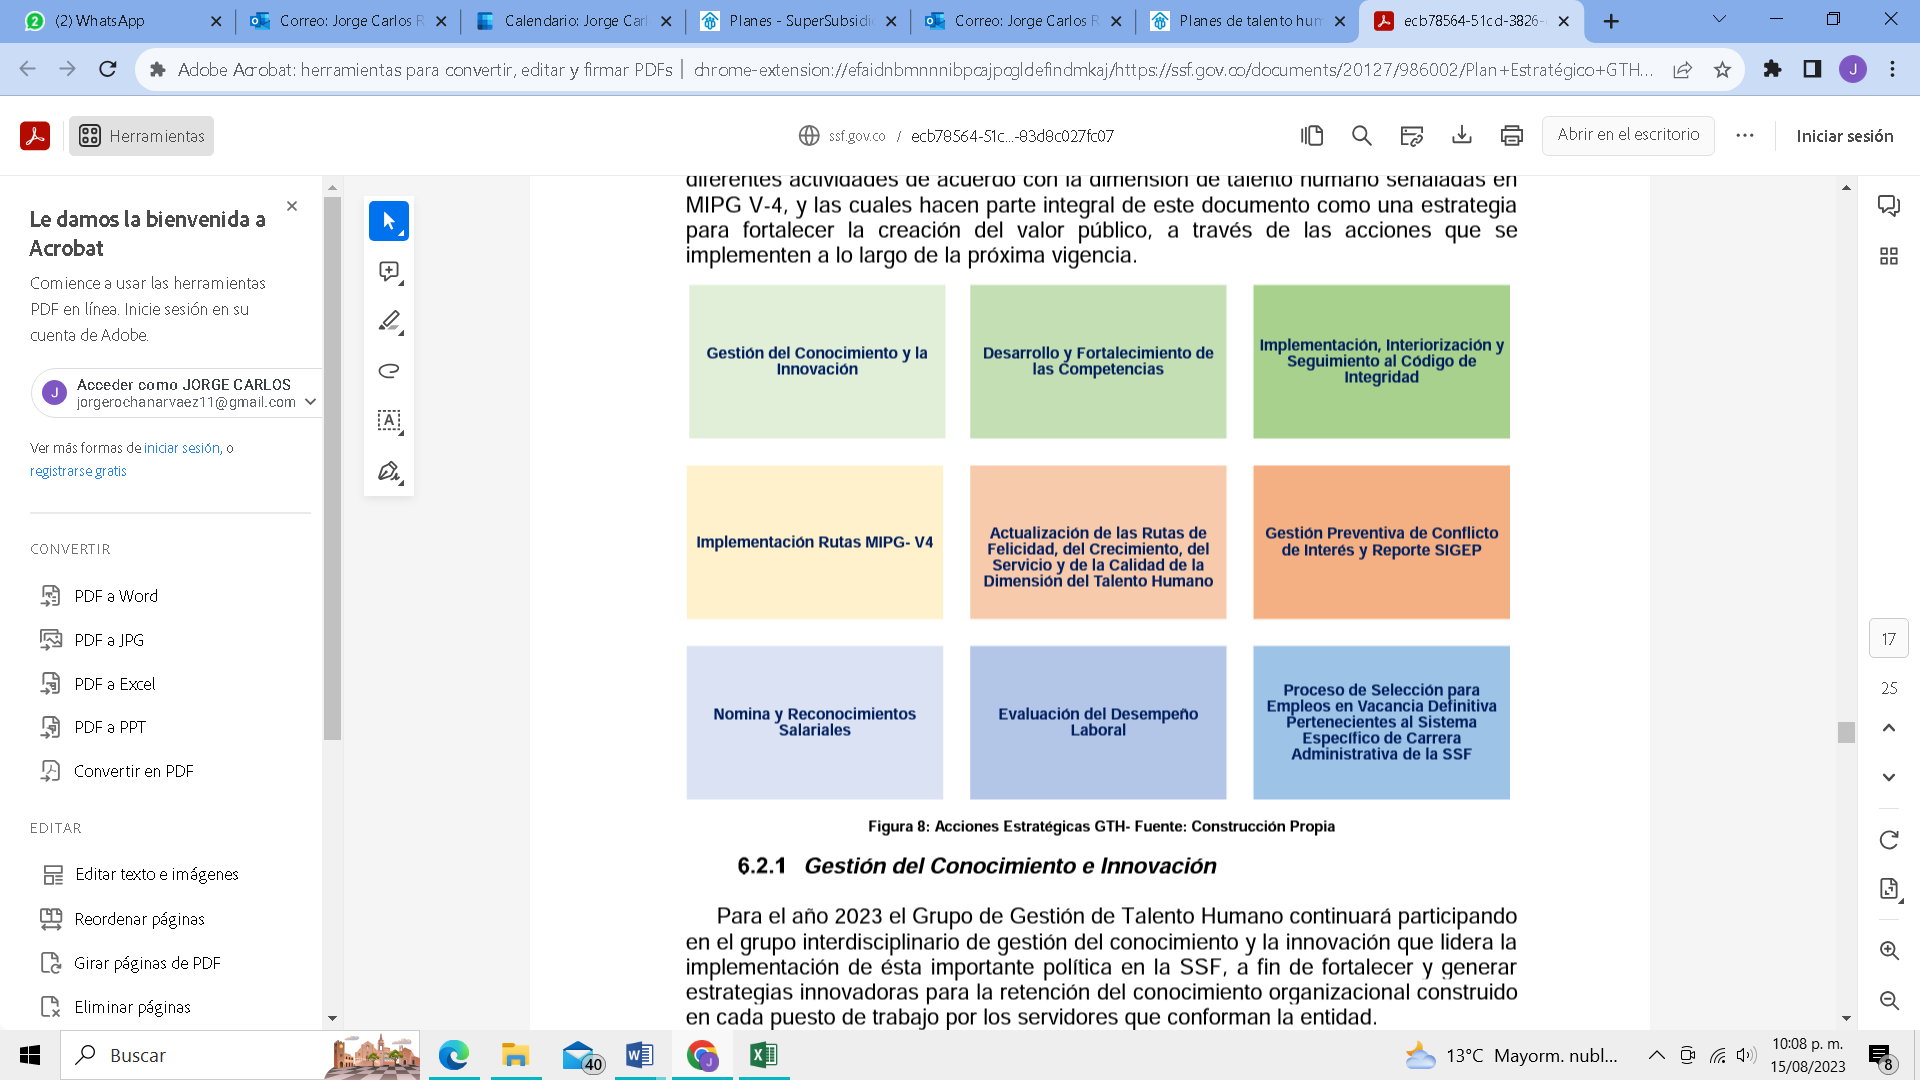 (2) WhatsApp
Correo: Jorge Carlos R
Calendario: Jorge Carl
Planes - SuperSubsidio
Correo: Jorge Carlos R
Planes de talento hum
ecb78564-51cd-3826-
Adobe Acrobat: herramientas para convertir, editar y firmar PDFs | chrome-extension://efaidnbmnnnibpcajpcglclefindmkaj/https://ssf.gov.co/documents/20127/986002/Plan+Estratégico+GTH...
J
Herramientas
ssf.gov.co / ecb78564-51c...-83d8c027fc07
Abrir en el escritorio
Iniciar sesión
Le damos la bienvenida a
Acrobat
Comience a usar las herramientas
PDF en línea. Inicie sesión en su
cuenta de Adobe.
J
Acceder como JORGE CARLOS
jorgerochanarvaez11@gmail.com
Ver más formas de iniciar sesión, o
registrarse gratis
CONVERTIR
PDF a Word
PDF a JPG
PDF a Excel
PDF a PPT
Convertir en PDF
EDITAR
Editar texto e imágenes
Reordenar páginas
Girar páginas de PDF
Eliminar páginas
diferentes actividades de acuerdo con la dimensión de talento humano señaladas en
MIPG V-4, y las cuales hacen parte integral de este documento como una estrategia
para fortalecer la creación del valor público, a través de las acciones que se
implementen a lo largo de la próxima vigencia.
Gestión del Conocimiento y la
Innovación
Desarrollo y Fortalecimiento de
las Competencias
Implementación, Interiorización y
Seguimiento al Código de
Integridad
Implementación Rutas MIPG- V4
Actualización de las Rutas de
Felicidad, del Crecimiento, del
Servicio y de la Calidad de la
Dimensión del Talento Humano
Gestión Preventiva de Conflicto
de Interés y Reporte SIGEP
Nomina y Reconocimientos
Salariales
Evaluación del Desempeño
Laboral
Proceso de Selección para
Empleos en Vacancia Definitiva
Pertenecientes al Sistema
Específico de Carrera
Administrativa de la SSF
Figura 8: Acciones Estratégicas GTH- Fuente: Construcción Propia
6.2.1 Gestión del Conocimiento e Innovación
Para el año 2023 el Grupo de Gestión de Talento Humano continuará participando
en el grupo interdisciplinario de gestión del conocimiento y la innovación que lidera la
implementación de ésta importante política en la SSF, a fin de fortalecer y generar
estrategias innovadoras para la retención del conocimiento organizacional construido
en cada puesto de trabajo por los servidores que conforman la entidad.
17
25
Buscar
40
13°C Mayorm. nubl...
10:08 p. m.
15/08/2023
8